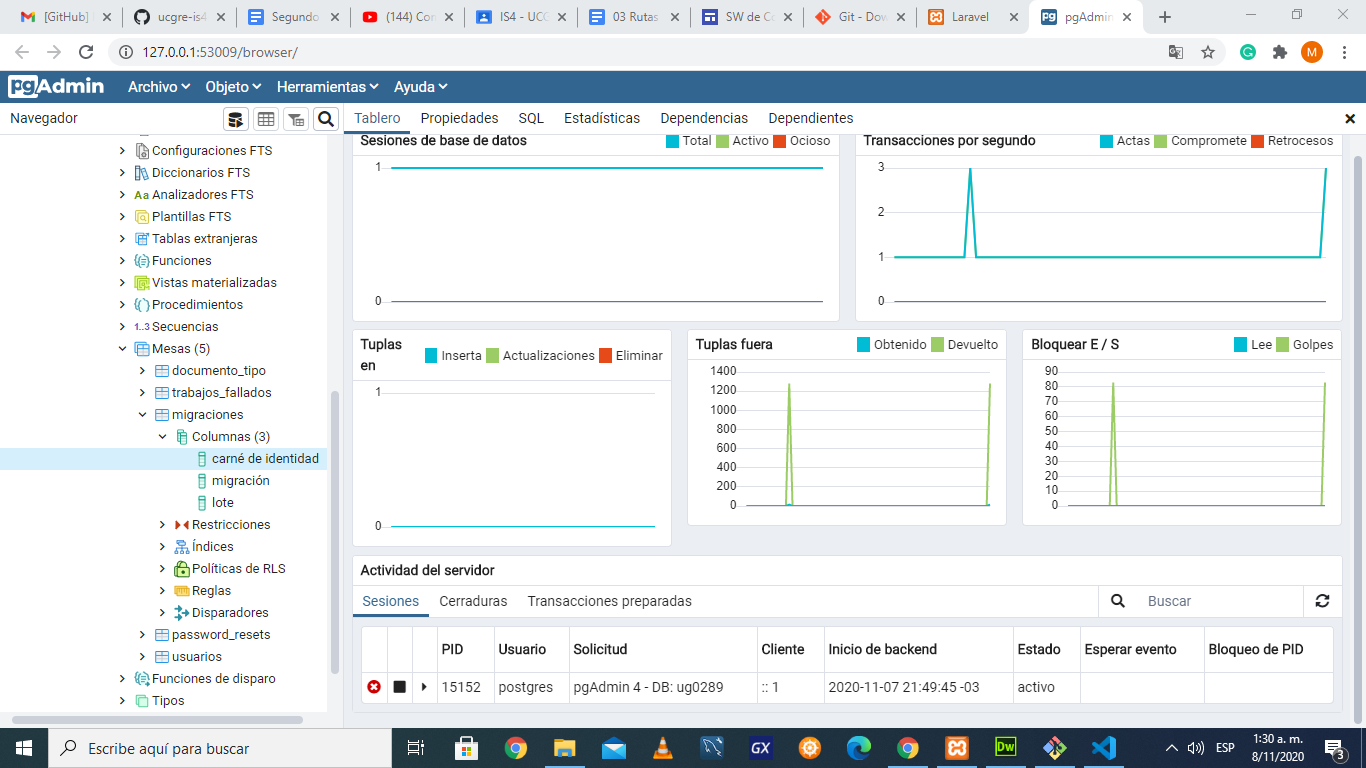 [GitHub]
ucgre-is4
Segundo
(144) Con
IS4 - UCG
03 Rutas
SW de Co
Git - Dow
Laravel
pgAdmin
127.0.0.1:53009/browser/
G
M
pgAdmin
Archivo
Objeto
Herramientas
Ayuda
Navegador
Tablero
Propiedades
SQL
Estadísticas
Dependencias
Dependientes
Configuraciones FTS
Diccionarios FTS
Aa Analizadores FTS
Plantillas FTS
Tablas extranjeras
Funciones
Vistas materializadas
Procedimientos
1..3 Secuencias
Mesas (5)
documento_tipo
trabajos_fallados
migraciones
Columnas (3)
carné de identidad
migración
lote
Restricciones
Índices
Políticas de RLS
Reglas
Disparadores
password_resets
usuarios
Funciones de disparo
Tipos
Sesiones de base de datos
Total Activo Ocioso
1
0
Transacciones por segundo
Actas Compromete Retrocesos
3
2
1
0
Tuplas
en
Inserta Actualizaciones Eliminar
1
0
Tuplas fuera
Obtenido Devuelto
1400
1200
1000
800
600
400
200
0
Bloquear E / S
Lee Golpes
90
80
70
60
50
40
30
20
10
0
Actividad del servidor
Sesiones
Cerraduras
Transacciones preparadas
Buscar
PID Usuario Solicitud Cliente Inicio de backend Estado Esperar evento Bloqueo de PID
15152 postgres pgAdmin 4 - DB: ug0289 :: 1 2020-11-07 21:49:45 -03 activo
Escribe aquí para buscar
GX
Dw
ESP
1:30 a. m.
8/11/2020
3